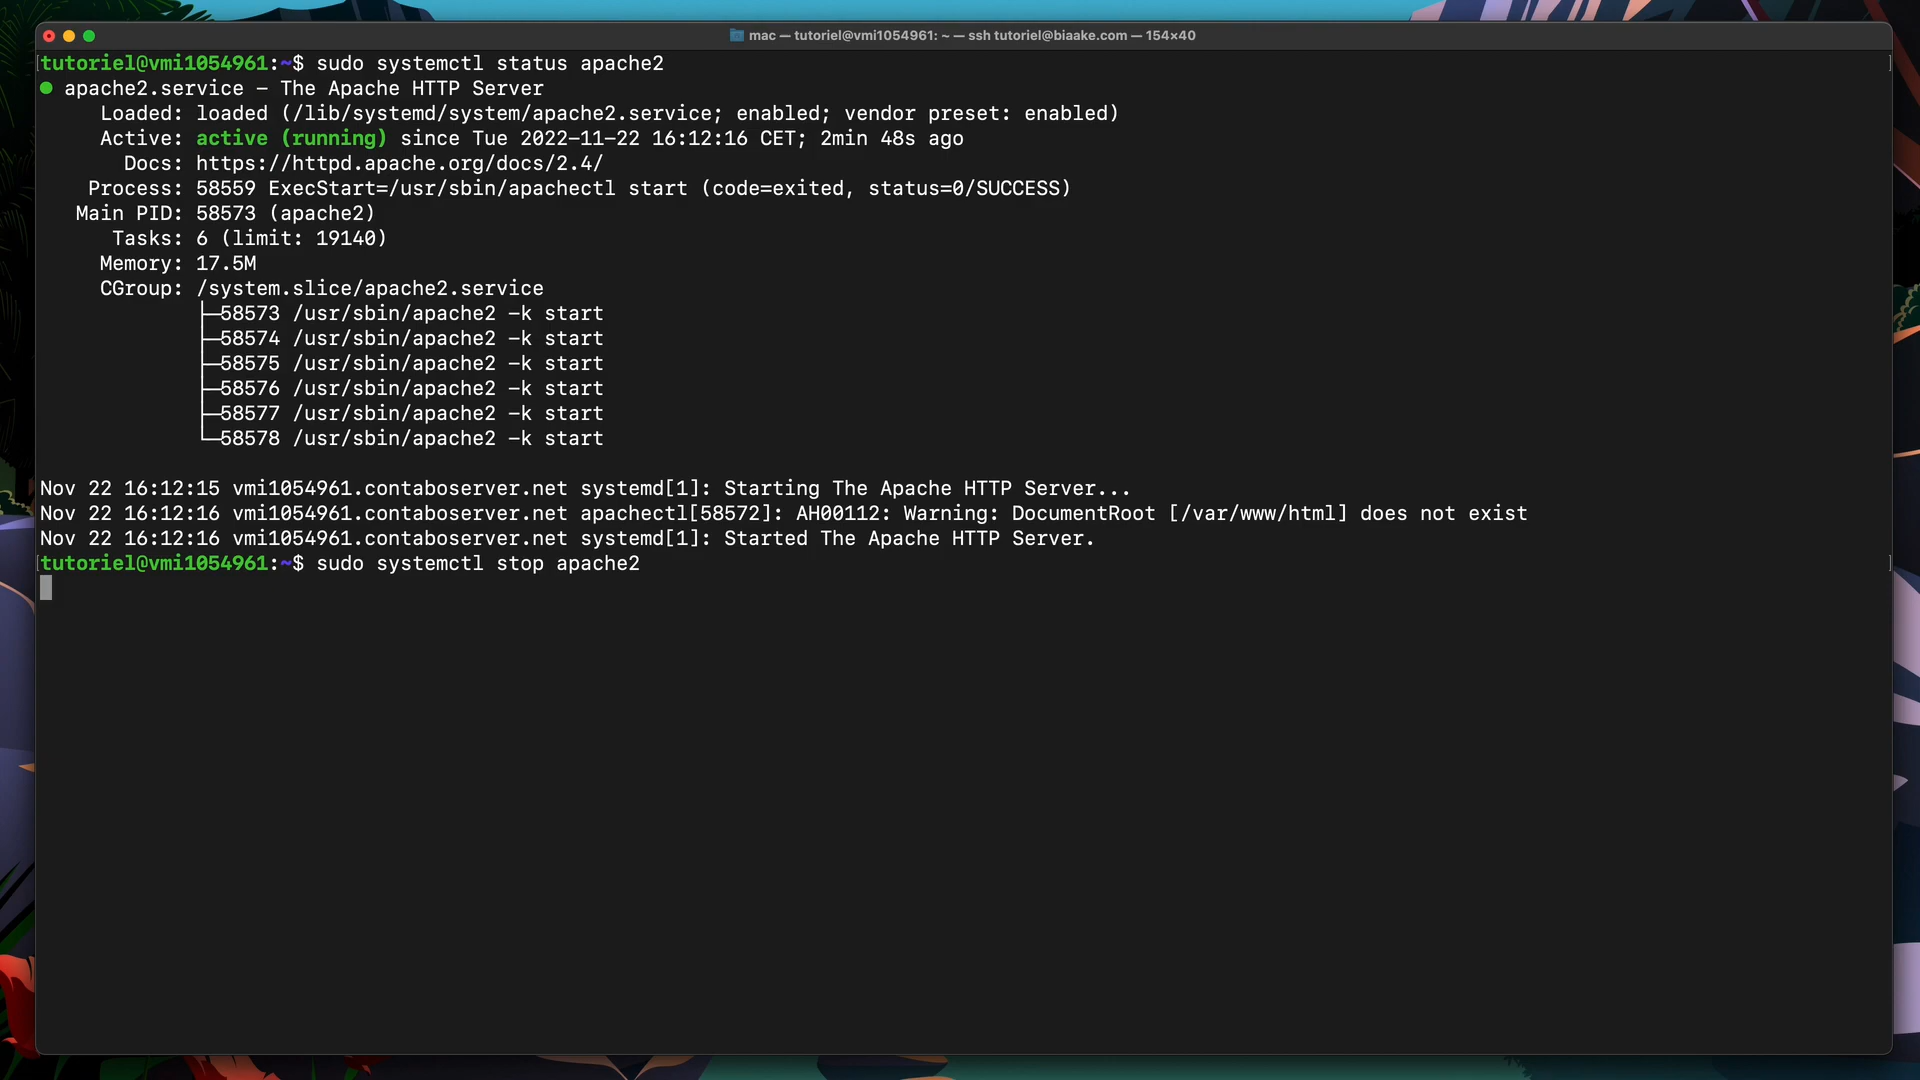 mac — tutoriel@vmi1054961: ~ — ssh tutoriel@biaake.com — 154×40
[tutoriel@vmi1054961:~$ sudo systemctl status apache2 ]
● apache2.service – The Apache HTTP Server
Loaded: loaded (/lib/systemd/system/apache2.service; enabled; vendor preset: enabled)
Active: active (running) since Tue 2022–11–22 16:12:16 CET; 2min 48s ago
Docs: https://httpd.apache.org/docs/2.4/
Process: 58559 ExecStart=/usr/sbin/apachectl start (code=exited, status=0/SUCCESS)
Main PID: 58573 (apache2)
Tasks: 6 (limit: 19140)
Memory: 17.5M
CGroup: /system.slice/apache2.service
├─58573 /usr/sbin/apache2 –k start
├─58574 /usr/sbin/apache2 –k start
├─58575 /usr/sbin/apache2 –k start
├─58576 /usr/sbin/apache2 –k start
├─58577 /usr/sbin/apache2 –k start
└─58578 /usr/sbin/apache2 –k start
Nov 22 16:12:15 vmi1054961.contaboserver.net systemd[1]: Starting The Apache HTTP Server...
Nov 22 16:12:16 vmi1054961.contaboserver.net apachectl[58572]: AH00112: Warning: DocumentRoot [/var/www/html] does not exist
Nov 22 16:12:16 vmi1054961.contaboserver.net systemd[1]: Started The Apache HTTP Server.
[tutoriel@vmi1054961:~$ sudo systemctl stop apache2 ]